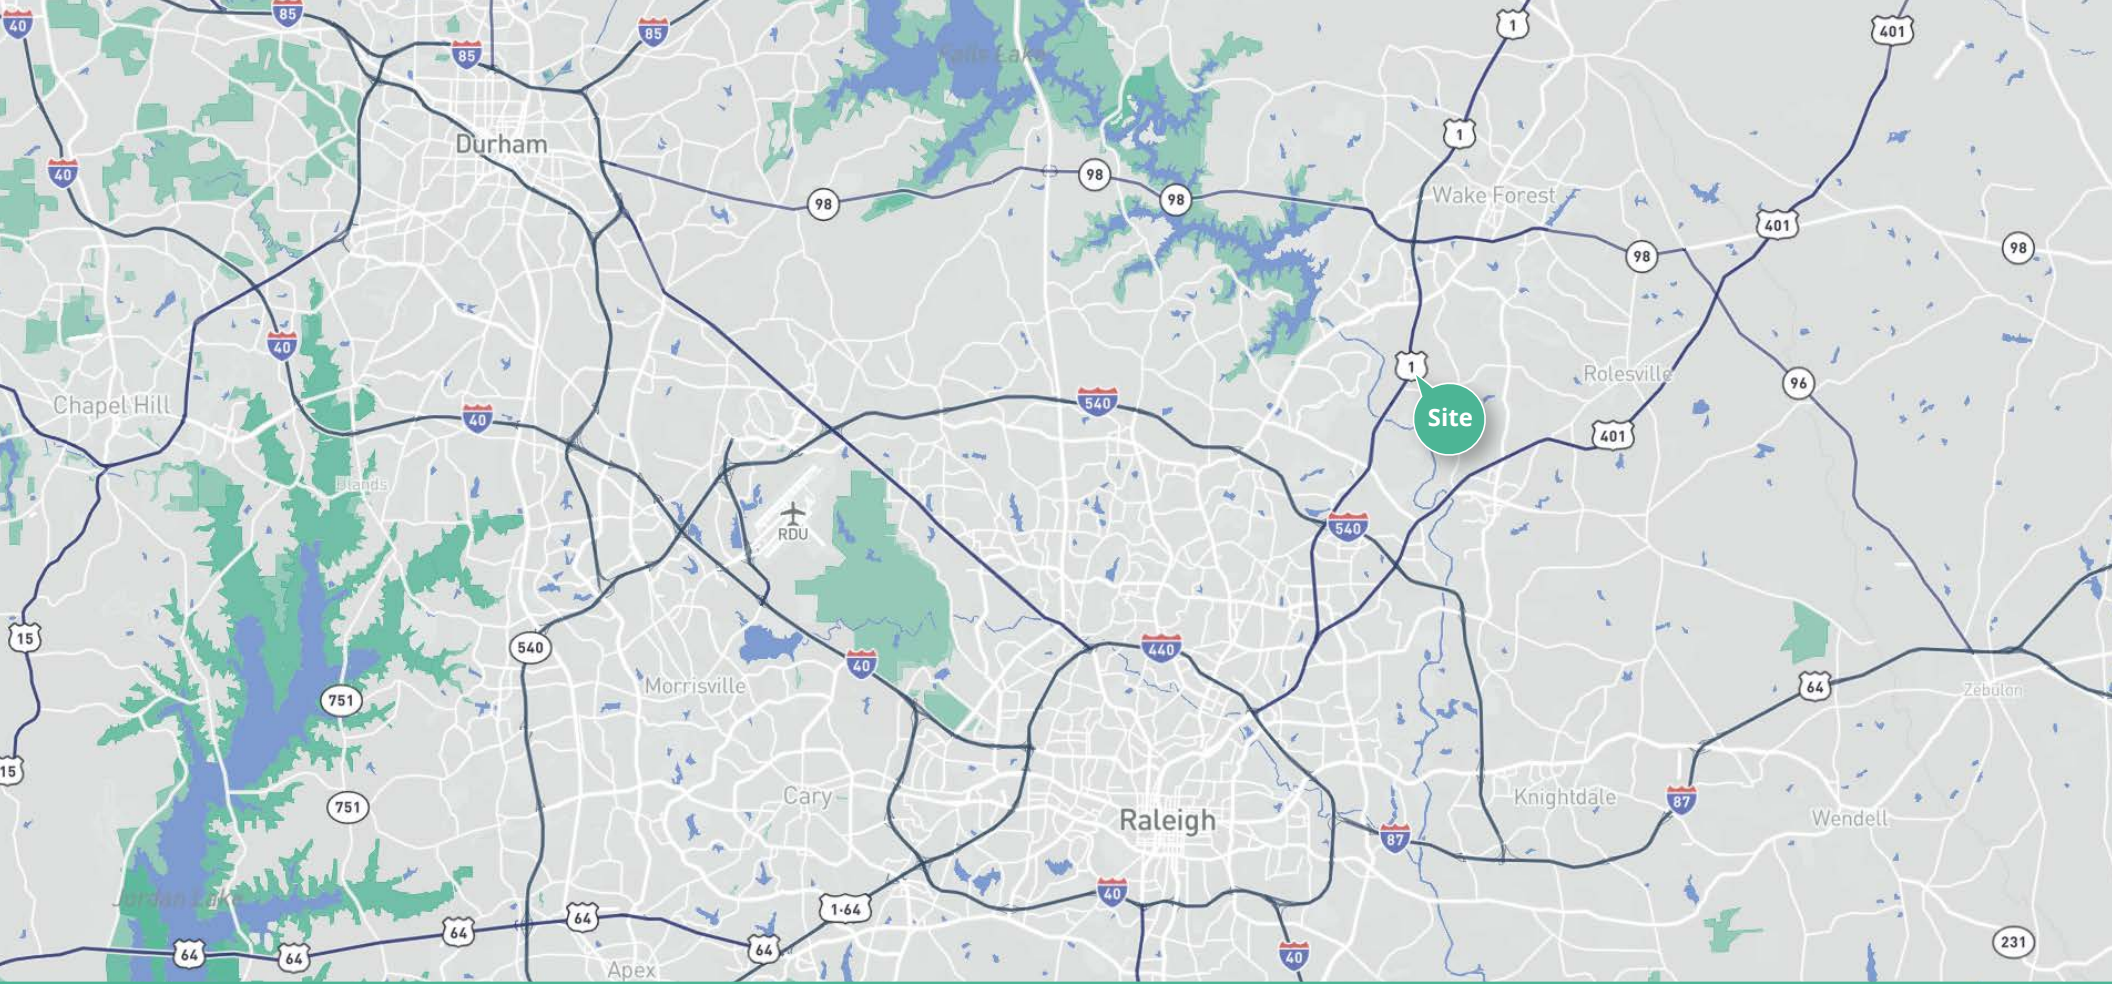 40
85
85
85
Falls Lake
1
401
1
Durham
40
98
98
98
Wake Forest
401
98
98
40
1
Rolesville
96
Chapel Hill
40
540
Site
401
Blands
RDU
540
15
540
40
440
751
Morrisville
64
Zebulon
15
751
Cary
Raleigh
Knightdale
87
Wendell
87
Jordan Lake
40
1-64
64
64
64
64
64
231
Apex
40